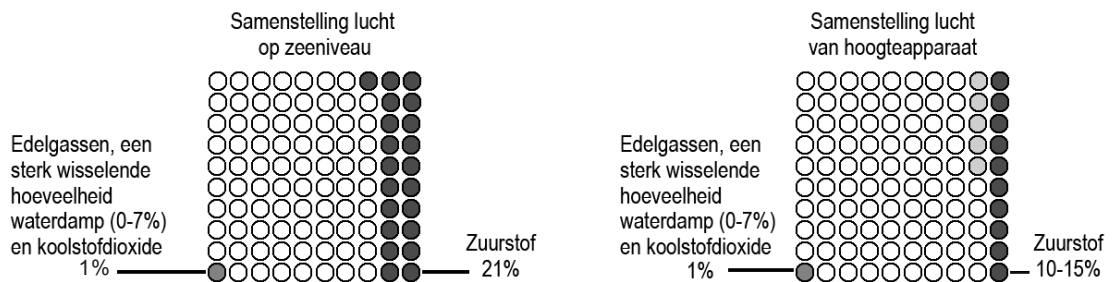 Samenstelling lucht
op zeeniveau
Edelgassen, een
sterk wisselende
hoeveelheid
waterdamp (0-7%)
en koolstofdioxide
1%
Zuurstof
21%
Samenstelling lucht
van hoogteapparaat
Edelgassen, een
sterk wisselende
hoeveelheid
waterdamp (0-7%)
en koolstofdioxide
1%
Zuurstof
10-15%